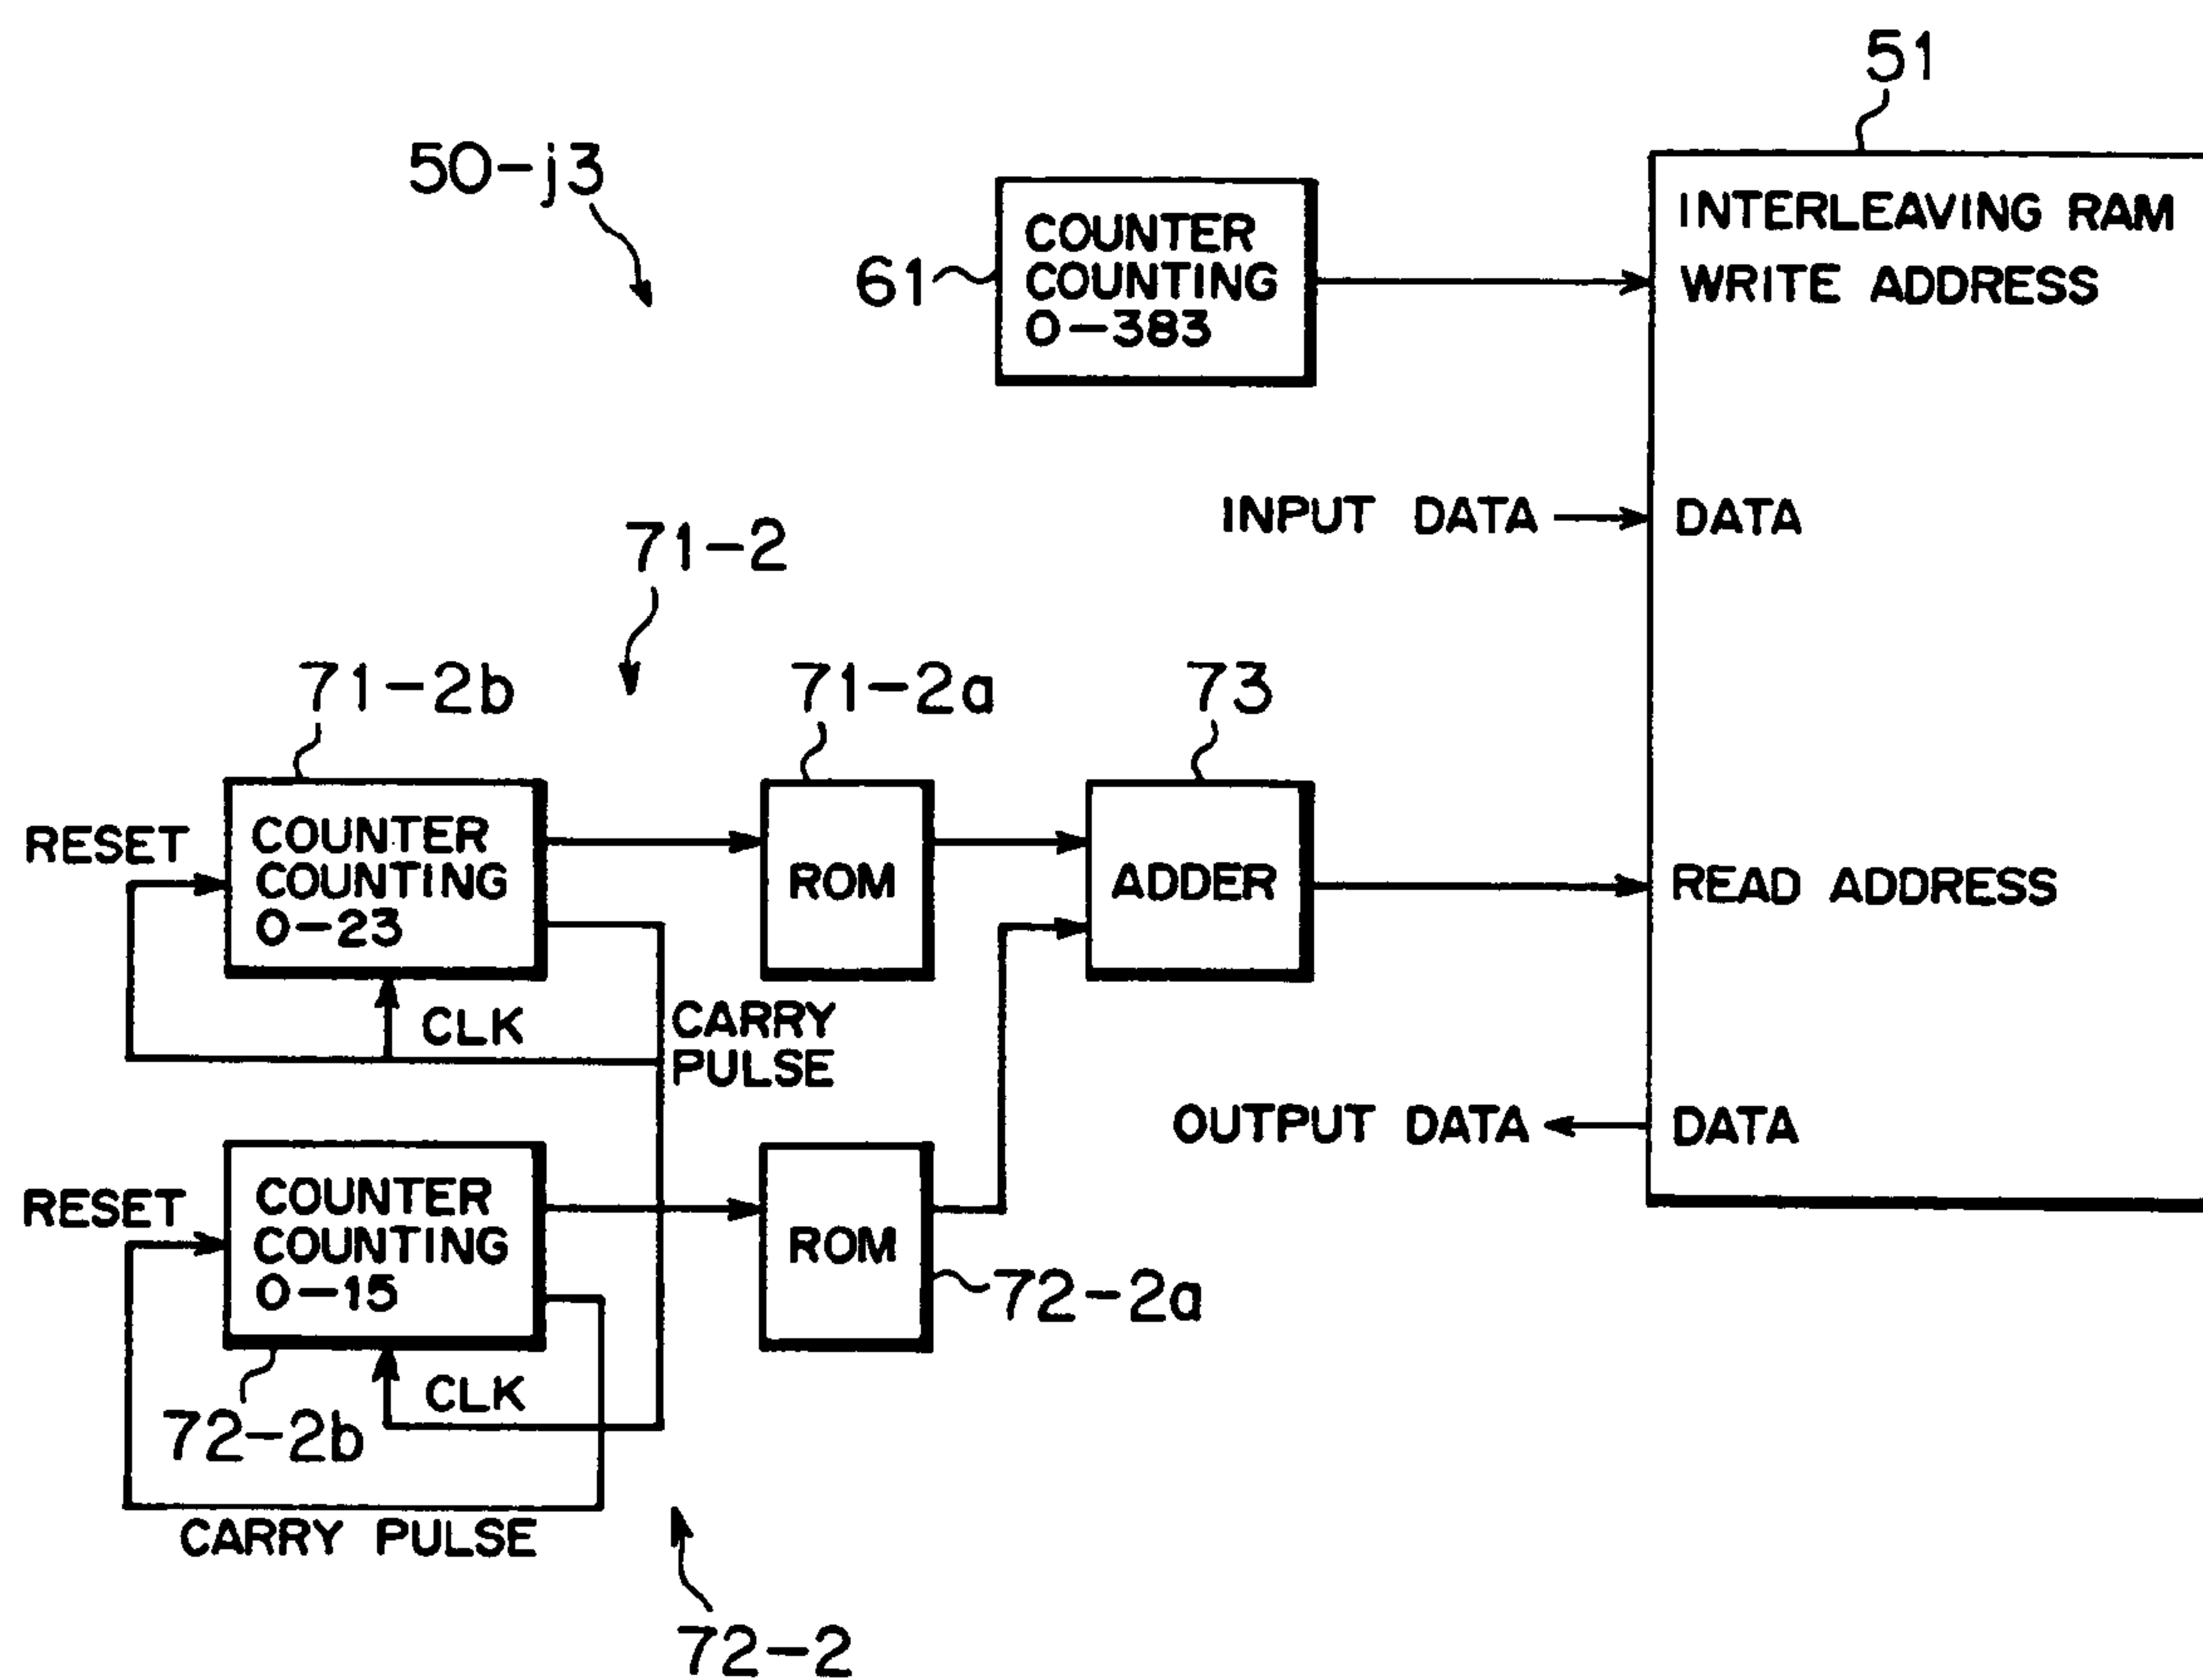 51
50-j3
INTERLEAVING RAM
COUNTER
COUNTING
0-383
61
WRITE ADDRESS
INPUT DATA
DATA
71-2
71-2b
71-2a
73
RESET
COUNTER
COUNTING
0-23
ROM
ADDER
READ ADDRESS
CLK
CARRY
PULSE
OUTPUT DATA
DATA
RESET
COUNTER
COUNTING
0-15
ROM
72-2a
CLK
72-2b
CARRY PULSE
72-2